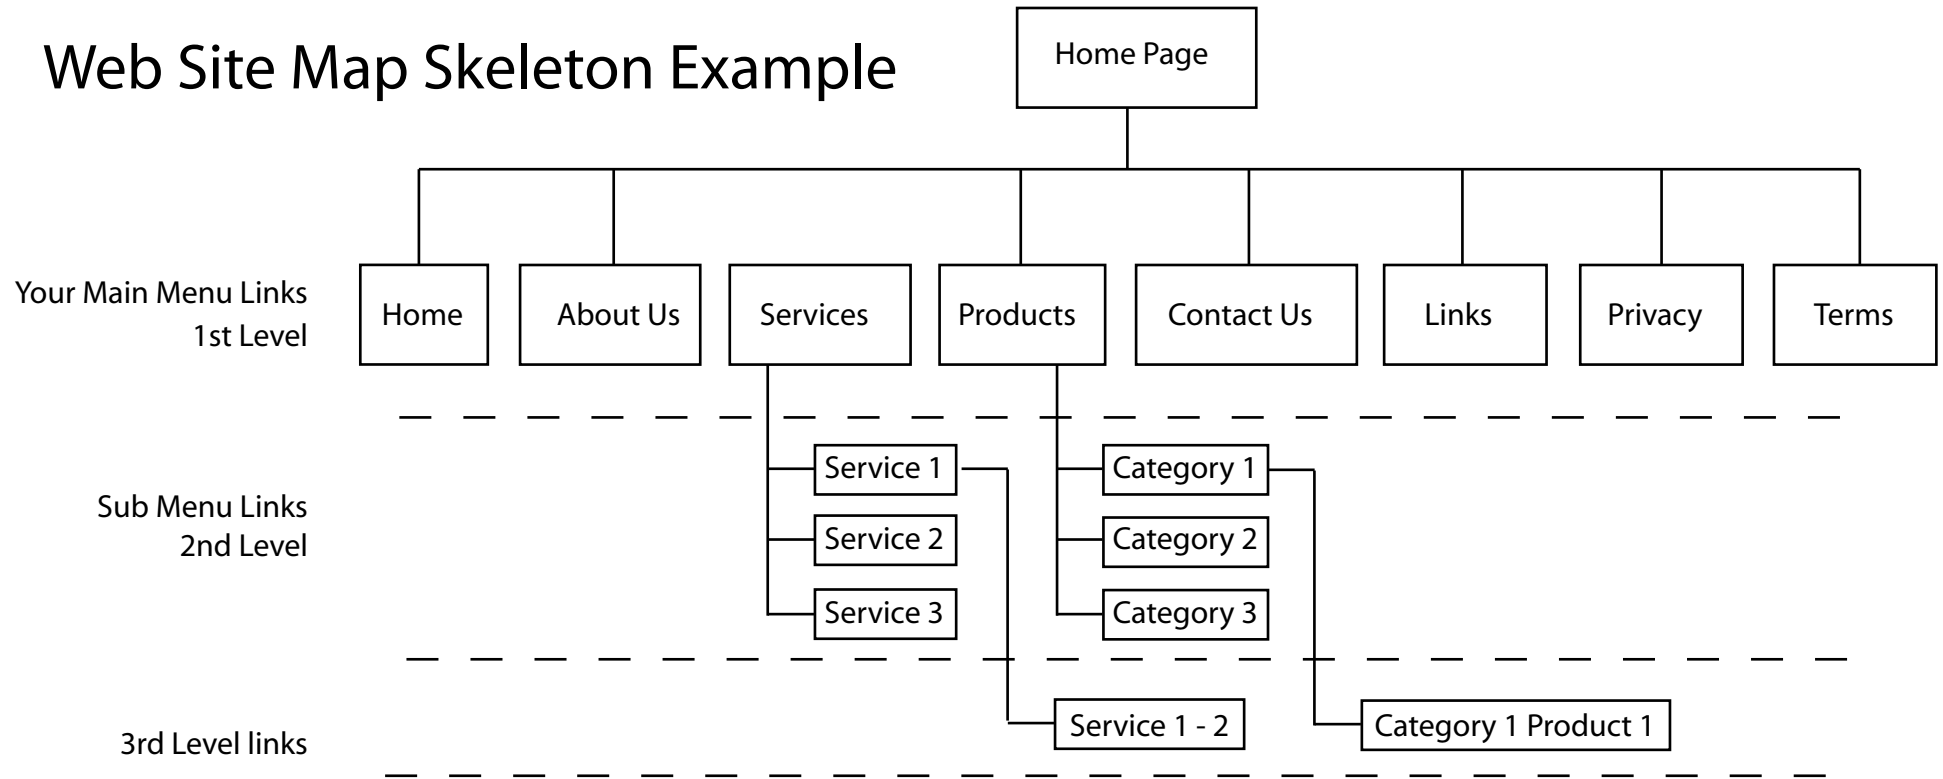 Web Site Map Skeleton Example
Home Page
Your Main Menu Links
1st Level
Home
About Us
Services
Products
Contact Us
Links
Privacy
Terms
Sub Menu Links
2nd Level
Service 1
Service 2
Service 3
Category 1
Category 2
Category 3
3rd Level links
Service 1 - 2
Category 1 Product 1